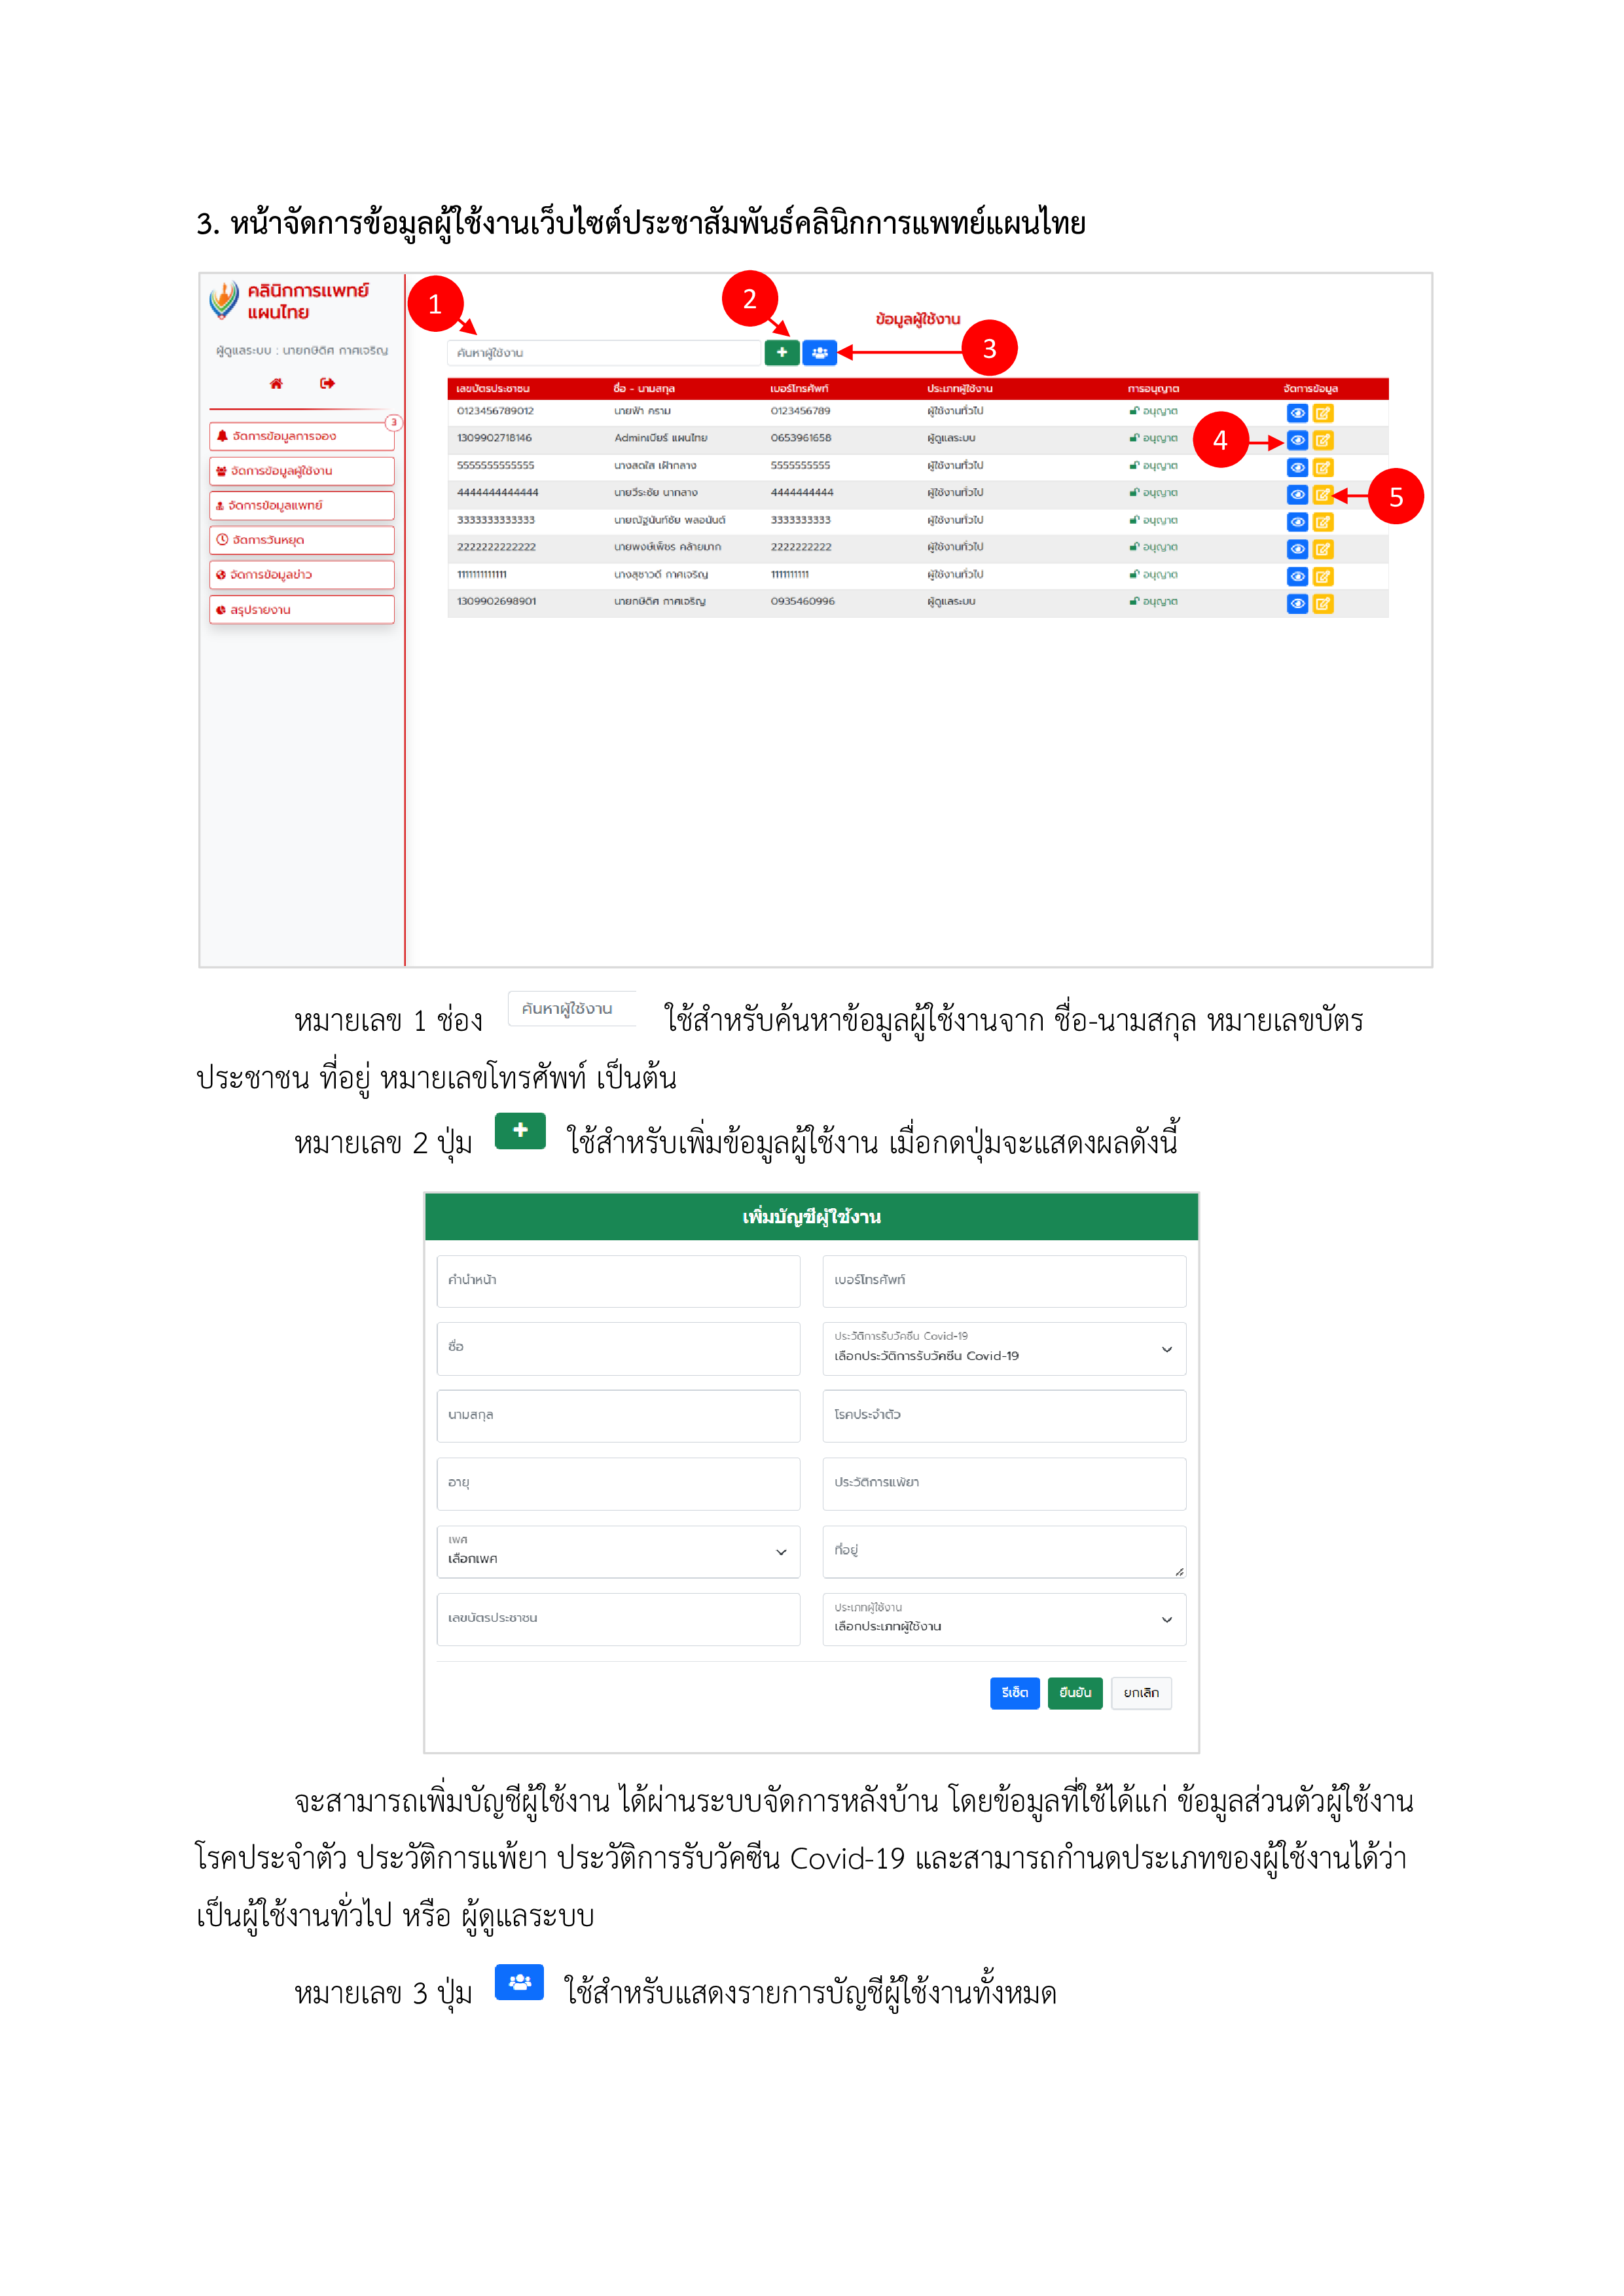 3. หน้าจัดการข้อมูลผู้ใช้งานเว็บไซต์ประชาสัมพันธ์คลินิกการแพทย์แผนไทย
คลินิกการแพทย์
แผนไทย
ผู้ดูแลระบบ : นายกษิดิศ กาศเจริญ
3
จัดการข้อมูลการจอง
จัดการข้อมูลผู้ใช้งาน
จัดการข้อมูลแพทย์
จัดการวันหยุด
จัดการข้อมูลข่าว
สรุปรายงาน
1
2
3
4
5
ข้อมูลผู้ใช้งาน
ค้นหาผู้ใช้งาน
เลขบัตรประชาชน ชื่อ - นามสกุล เบอร์โทรศัพท์ ประเภทผู้ใช้งาน การอนุญาต จัดการข้อมูล
0123456789012 นายฟ้า คราม 0123456789 ผู้ใช้งานทั่วไป อนุญาต
1309902718146 Adminเบียร์ แผนไทย 0653961658 ผู้ดูแลระบบ อนุญาต
5555555555555 นางสดใส เฝ้ากลาง 5555555555 ผู้ใช้งานทั่วไป อนุญาต
4444444444444 นายวีระชัย นากลาง 4444444444 ผู้ใช้งานทั่วไป อนุญาต
3333333333333 นายณัฐนันท์ชัย พลอนันต์ 3333333333 ผู้ใช้งานทั่วไป อนุญาต
2222222222222 นายพงษ์เพ็ชร คล้ายมาก 2222222222 ผู้ใช้งานทั่วไป อนุญาต
1111111111111 นางสุชาวดี กาศเจริญ 1111111111 ผู้ใช้งานทั่วไป อนุญาต
1309902698901 นายกษิดิศ กาศเจริญ 0935460996 ผู้ดูแลระบบ อนุญาต
หมายเลข 1 ช่อง ค้นหาผู้ใช้งาน ใช้สำหรับค้นหาข้อมูลผู้ใช้งานจาก ชื่อ-นามสกุล หมายเลขบัตร
ประชาชน ที่อยู่ หมายเลขโทรศัพท์ เป็นต้น
หมายเลข 2 ปุ่ม + ใช้สำหรับเพิ่มข้อมูลผู้ใช้งาน เมื่อกดปุ่มจะแสดงผลดังนี้
เพิ่มบัญชีผู้ใช้งาน
คำนำหน้า
เบอร์โทรศัพท์
ชื่อ
ประวัติการรับวัคซีน Covid-19
เลือกประวัติการรับวัคซีน Covid-19
นามสกุล
โรคประจำตัว
อายุ
ประวัติการแพ้ยา
เพศ
เลือกเพศ
ที่อยู่
เลขบัตรประชาชน
ประเภทผู้ใช้งาน
เลือกประเภทผู้ใช้งาน
รีเซ็ต ยืนยัน ยกเลิก
จะสามารถเพิ่มบัญชีผู้ใช้งาน ได้ผ่านระบบจัดการหลังบ้าน โดยข้อมูลที่ใช้ได้แก่ ข้อมูลส่วนตัวผู้ใช้งาน
โรคประจำตัว ประวัติการแพ้ยา ประวัติการรับวัคซีน Covid-19 และสามารถกำนดประเภทของผู้ใช้งานได้ว่า
เป็นผู้ใช้งานทั่วไป หรือ ผู้ดูแลระบบ
หมายเลข 3 ปุ่ม ใช้สำหรับแสดงรายการบัญชีผู้ใช้งานทั้งหมด